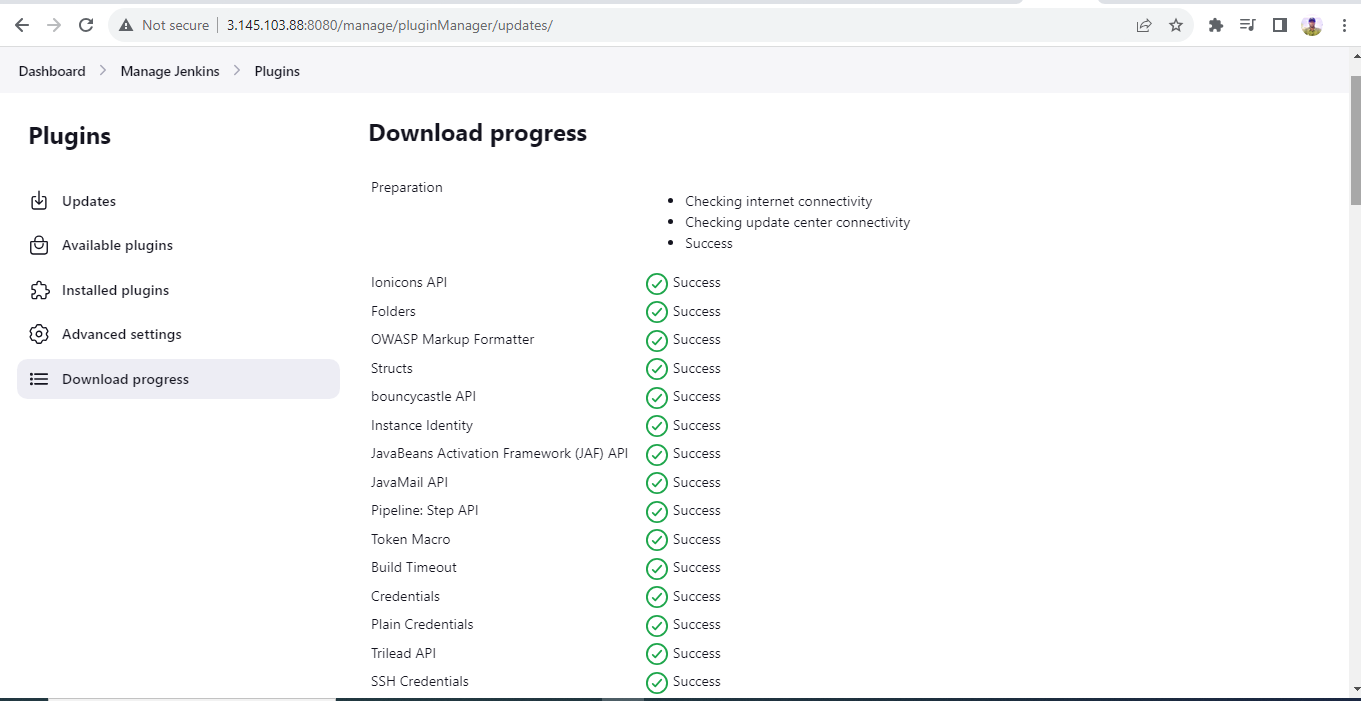 Not secure 3.145.103.88:8080/manage/pluginManager/updates/
Dashboard Manage Jenkins Plugins
Plugins
Updates
Available plugins
Installed plugins
Advanced settings
Download progress
Download progress
Preparation
Checking internet connectivity
Checking update center connectivity
Success
Ionicons API Success
Folders Success
OWASP Markup Formatter Success
Structs Success
bouncycastle API Success
Instance Identity Success
JavaBeans Activation Framework (JAF) API Success
JavaMail API Success
Pipeline: Step API Success
Token Macro Success
Build Timeout Success
Credentials Success
Plain Credentials Success
Trilead API Success
SSH Credentials Success